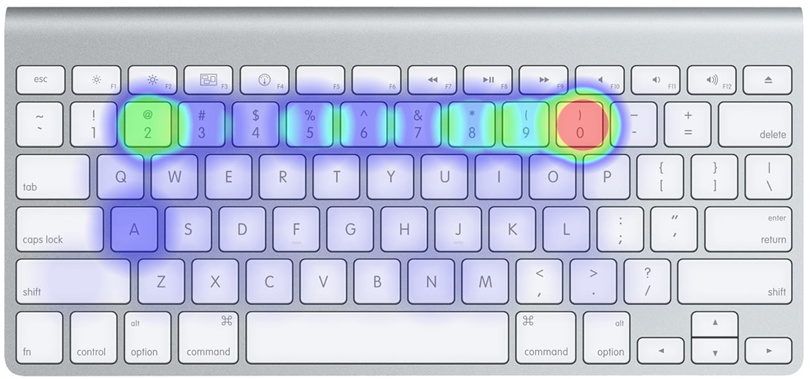 esc F1 F2 F3 F4 F5 F6 F7 F8 F9 F10 F11 F12
~ ! @ # $ % ^ & * ( ) — +
` 1 2 3 4 5 6 7 8 9 0 - = delete
tab Q W E R T Y U I O P { [ } ] | \
caps lock A S D F G H J K L : ; " ' enter return
shift Z X C V B N M < , > . ? / shift
fn control alt option ⌘ command ⌘ command alt option